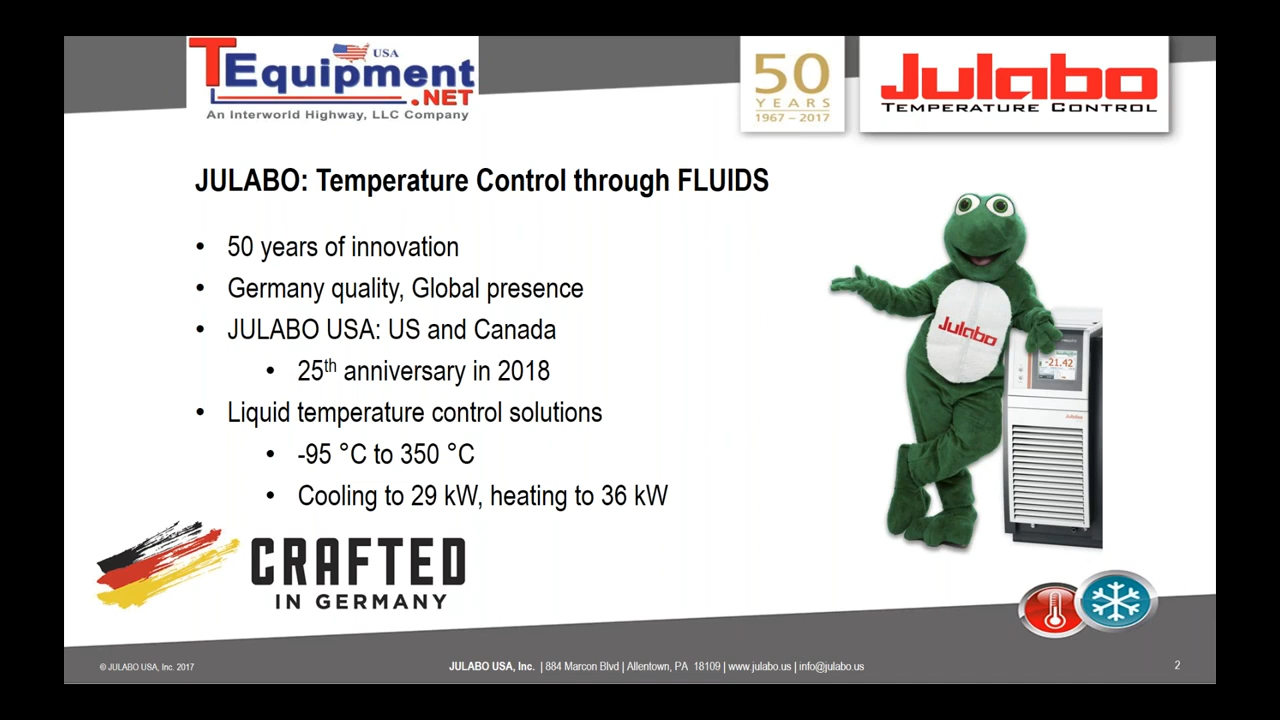 TEquipment
USA
.NET
An Interworld Highway, LLC Company
50
YEARS
1967 – 2017
Julabo
TEMPERATURE CONTROL
JULABO: Temperature Control through FLUIDS
• 50 years of innovation
• Germany quality, Global presence
• JULABO USA: US and Canada
• 25th anniversary in 2018
• Liquid temperature control solutions
• -95 °C to 350 °C
• Cooling to 29 kW, heating to 36 kW
Julabo
-21.42
Julabo
CRAFTED
IN GERMANY
© JULABO USA, Inc. 2017
JULABO USA, Inc. | 884 Marcon Blvd | Allentown, PA 18109 | www.julabo.us | info@julabo.us
2